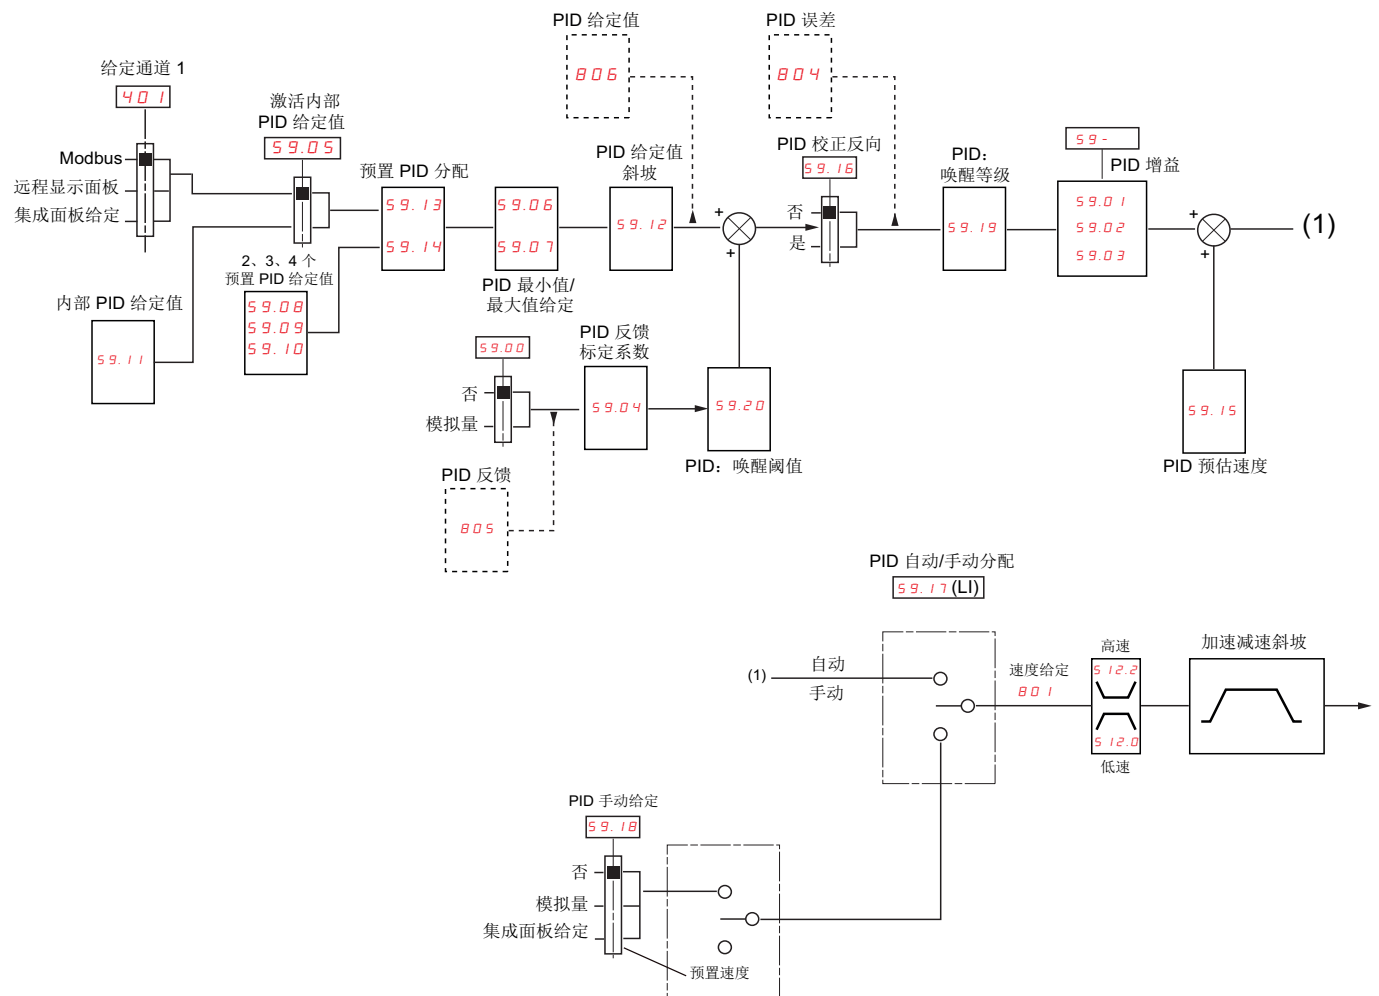 PID 给定值
PID 误差
806
804
给定通道 1
401
激活内部
PID 给定值
59.05
Modbus
远程显示面板
集成面板给定
预置 PID 分配
59.13
59.14
59.06
59.07
PID 最小值/
最大值给定
PID 给定值
斜坡
59.12
+
+
PID 校正反向
59.16
否
是
PID：
唤醒等级
59.19
59-
PID 增益
59.01
59.02
59.03
+
+
(1)
2、3、4 个
预置 PID 给定值
59.08
59.09
59.10
内部 PID 给定值
59.11
59.00
否
模拟量
PID 反馈
标定系数
59.04
59.20
PID：唤醒阈值
59.15
PID 预估速度
PID 反馈
805
PID 自动/手动分配
59.17(LI)
(1)
自动
手动
速度给定
801
高速
512.2
512.0
低速
加速减速斜坡
PID 手动给定
59.18
否
模拟量
集成面板给定
预置速度